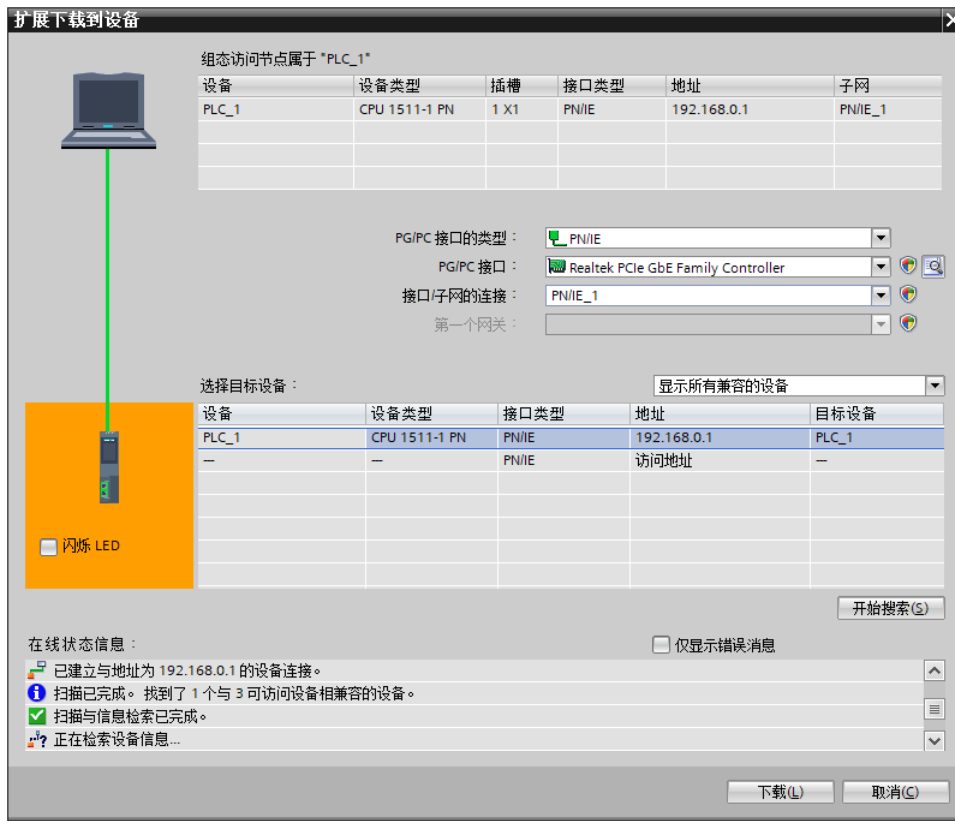 扩展下载到设备
组态访问节点属于 "PLC_1"
设备 设备类型 插槽 接口类型 地址 子网
PLC_1 CPU 1511-1 PN 1 X1 PN/IE 192.168.0.1 PN/IE_1
PG/PC 接口的类型： PN/IE
PG/PC 接口： Realtek PCIe GbE Family Controller
接口/子网的连接： PN/IE_1
第一个网关：
选择目标设备： 显示所有兼容的设备
设备 设备类型 接口类型 地址 目标设备
PLC_1 CPU 1511-1 PN PN/IE 192.168.0.1 PLC_1
— — PN/IE 访问地址 —
闪烁 LED
开始搜索(S)
在线状态信息： 仅显示错误消息
已建立与地址为 192.168.0.1 的设备连接。
扫描已完成。 找到了 1 个与 3 可访问设备相兼容的设备。
扫描与信息检索已完成。
正在检索设备信息...
下载(L) 取消(C)